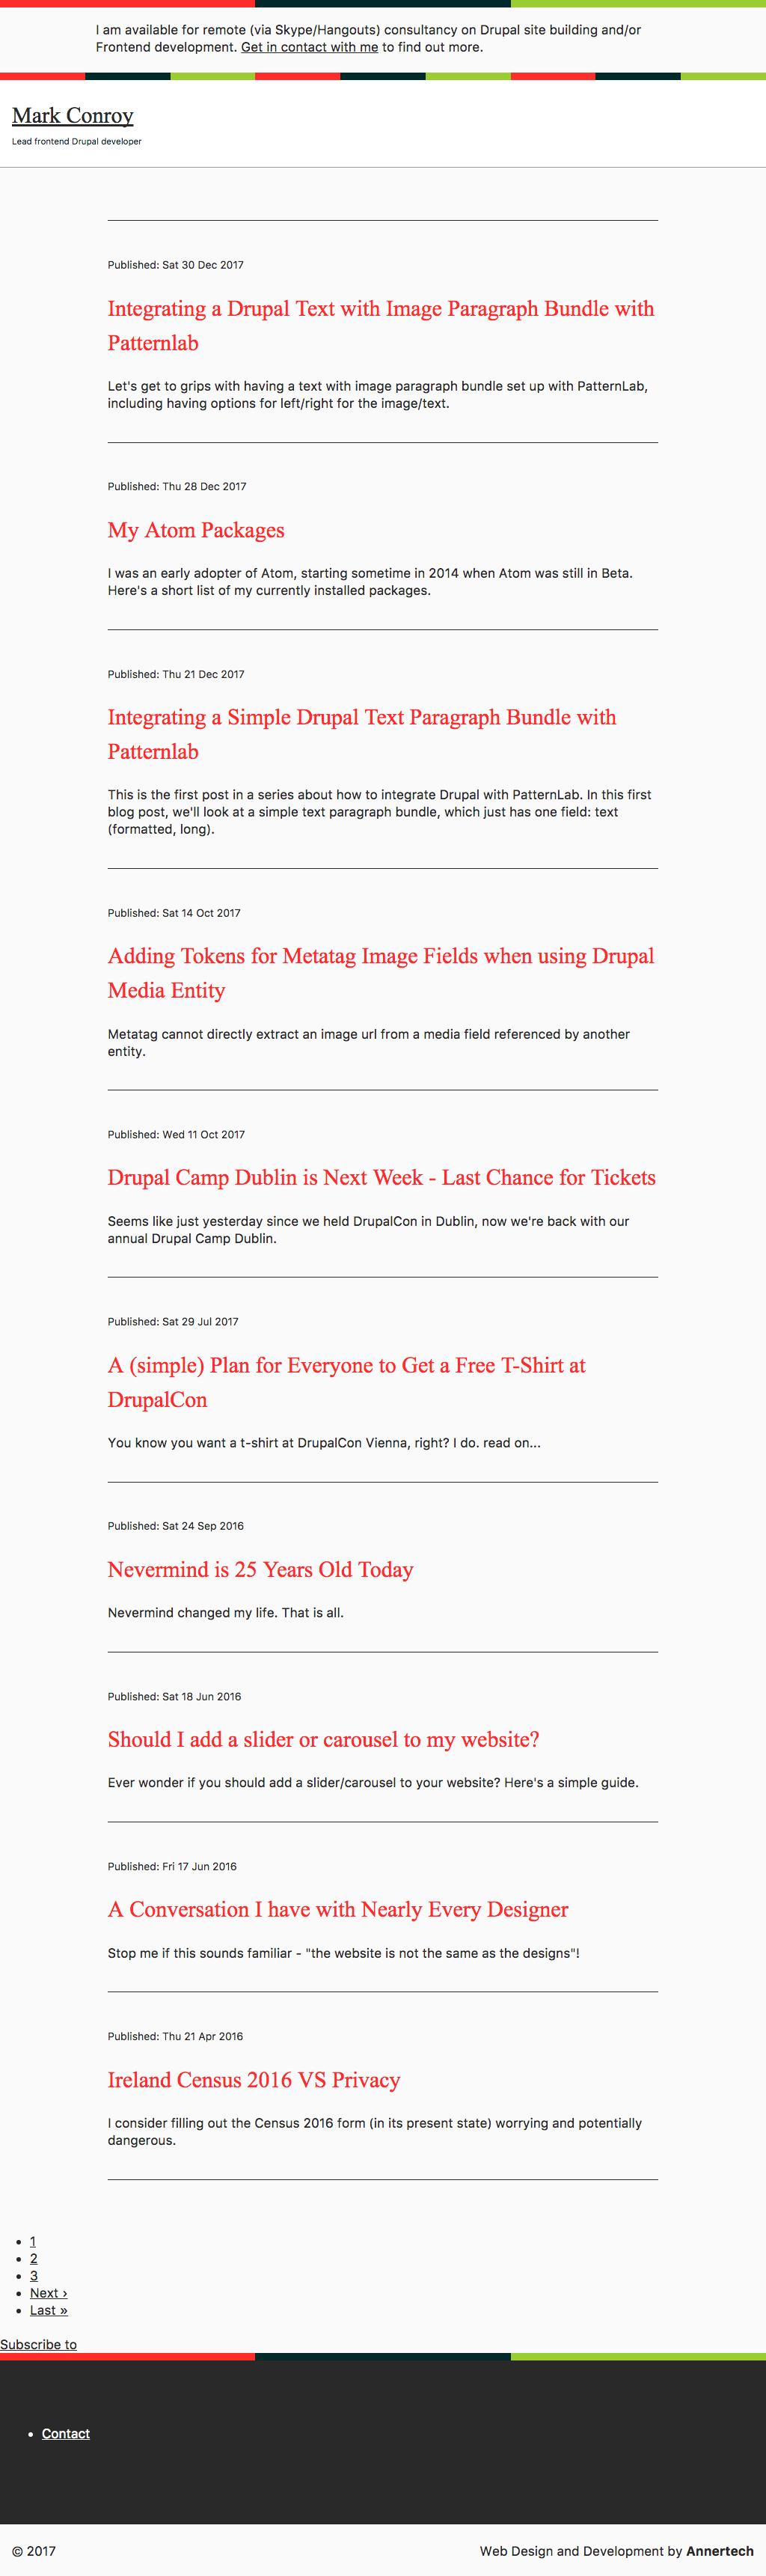 I am available for remote (via Skype/Hangouts) consultancy on Drupal site building and/or
Frontend development. Get in contact with me to find out more.
Mark Conroy
Lead frontend Drupal developer
Published: Sat 30 Dec 2017
Integrating a Drupal Text with Image Paragraph Bundle with
Patternlab
Let's get to grips with having a text with image paragraph bundle set up with PatternLab,
including having options for left/right for the image/text.
Published: Thu 28 Dec 2017
My Atom Packages
I was an early adopter of Atom, starting sometime in 2014 when Atom was still in Beta.
Here's a short list of my currently installed packages.
Published: Thu 21 Dec 2017
Integrating a Simple Drupal Text Paragraph Bundle with
Patternlab
This is the first post in a series about how to integrate Drupal with PatternLab. In this first
blog post, we'll look at a simple text paragraph bundle, which just has one field: text
(formatted, long).
Published: Sat 14 Oct 2017
Adding Tokens for Metatag Image Fields when using Drupal
Media Entity
Metatag cannot directly extract an image url from a media field referenced by another
entity.
Published: Wed 11 Oct 2017
Drupal Camp Dublin is Next Week - Last Chance for Tickets
Seems like just yesterday since we held DrupalCon in Dublin, now we're back with our
annual Drupal Camp Dublin.
Published: Sat 29 Jul 2017
A (simple) Plan for Everyone to Get a Free T-Shirt at
DrupalCon
You know you want a t-shirt at DrupalCon Vienna, right? I do. read on...
Published: Sat 24 Sep 2016
Nevermind is 25 Years Old Today
Nevermind changed my life. That is all.
Published: Sat 18 Jun 2016
Should I add a slider or carousel to my website?
Ever wonder if you should add a slider/carousel to your website? Here's a simple guide.
Published: Fri 17 Jun 2016
A Conversation I have with Nearly Every Designer
Stop me if this sounds familiar - "the website is not the same as the designs"!
Published: Thu 21 Apr 2016
Ireland Census 2016 VS Privacy
I consider filling out the Census 2016 form (in its present state) worrying and potentially
dangerous.
• 1
• 2
• 3
• Next ›
• Last »
Subscribe to
• Contact
© 2017 Web Design and Development by Annertech